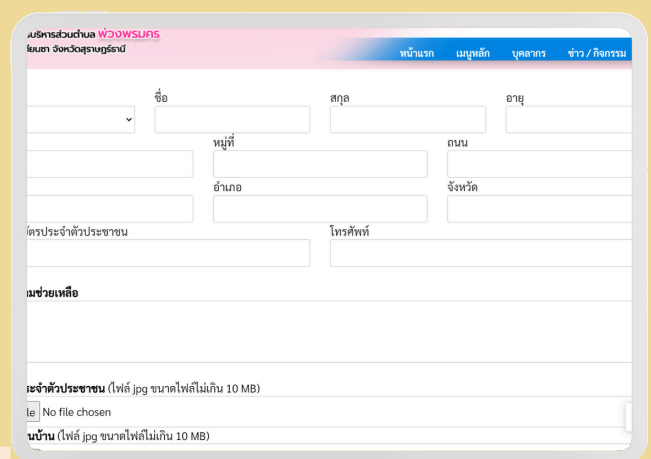 บริหารส่วนตำบล พ่วงพรมคร
เคียนซา จังหวัดสุราษฎร์ธานี
หน้าแรก เมนูหลัก บุคลากร ข่าว / กิจกรรม
ชื่อ สกุล อายุ
หมู่ที่ ถนน
อำเภอ จังหวัด
บัตรประจำตัวประชาชน โทรศัพท์
ามช่วยเหลือ
ระจำตัวประชาชน (ไฟล์ jpg ขนาดไฟล์ไม่เกิน 10 MB)
le No file chosen
นบ้าน (ไฟล์ jpg ขนาดไฟล์ไม่เกิน 10 MB)